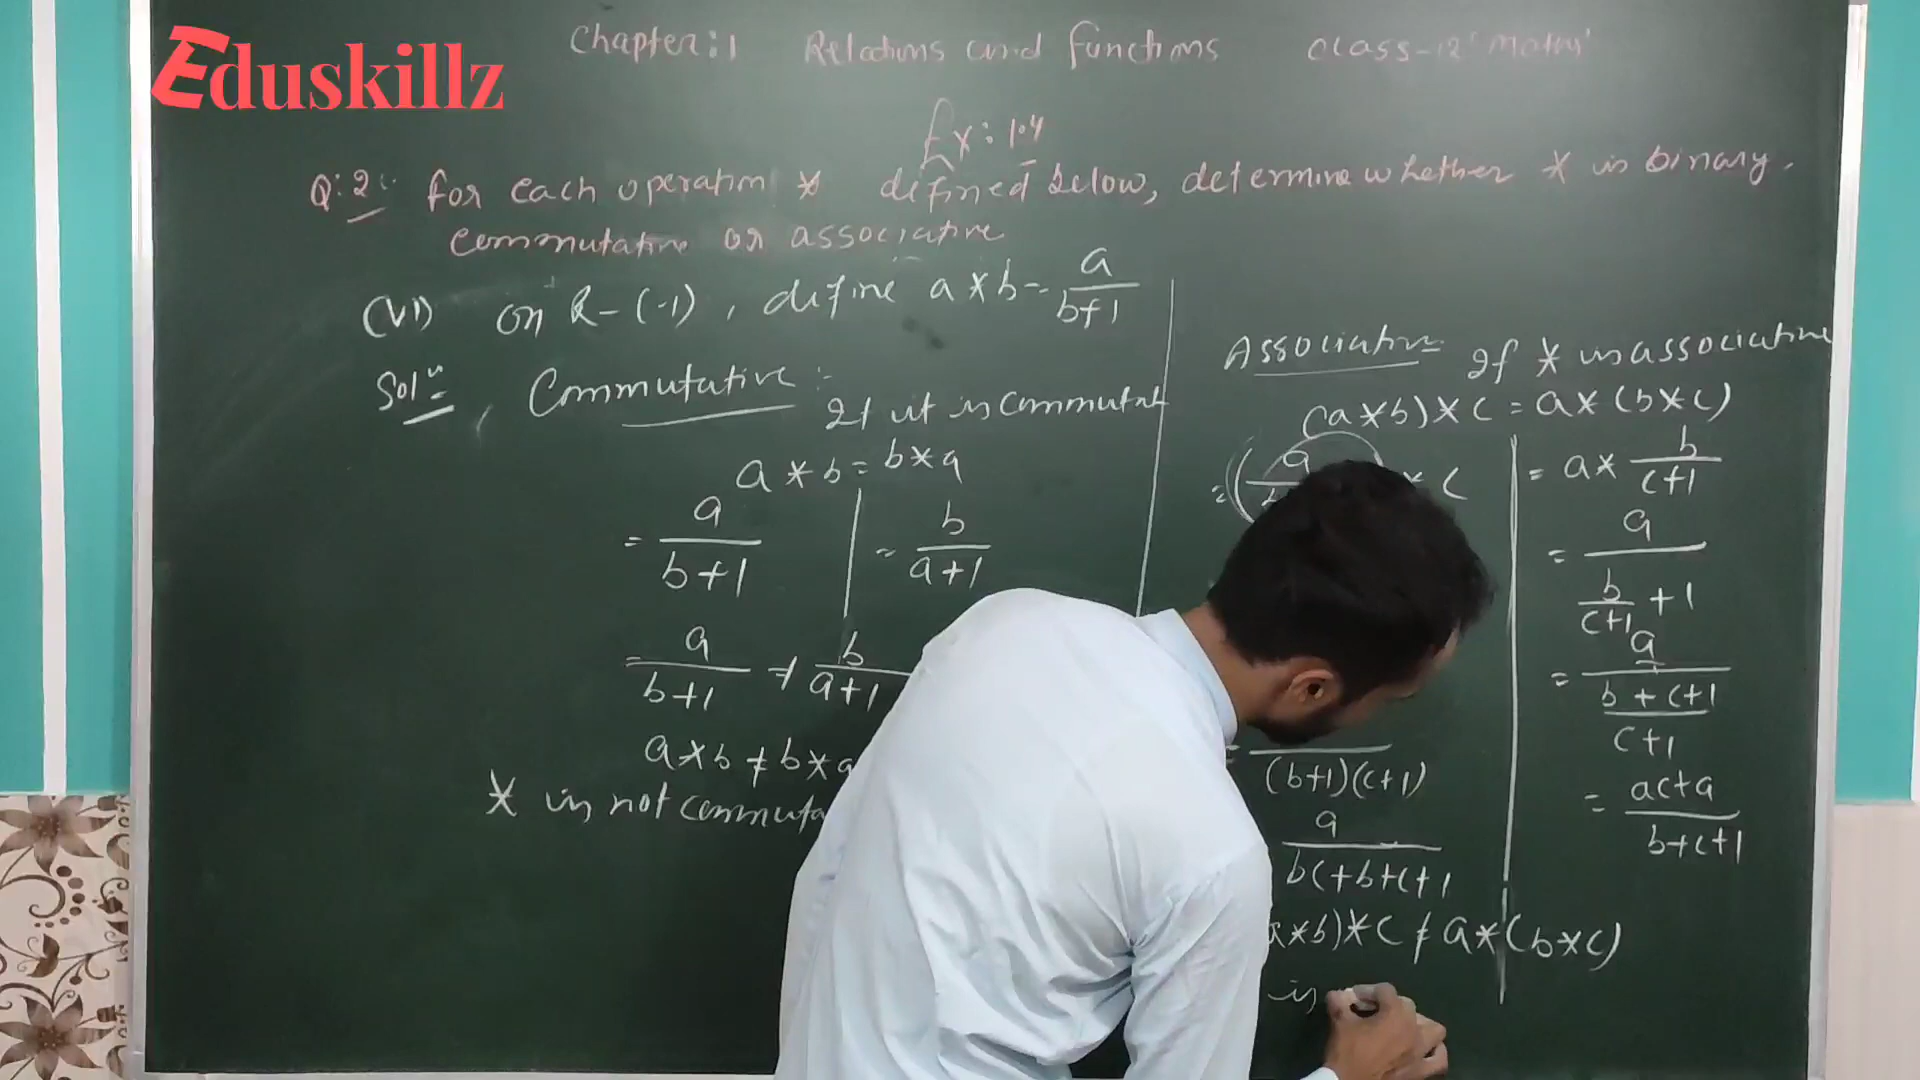 Eduskillz
Chapter:1 Relations and functions CLASS-12 'Maths'
Ex: 1.4
Q:2: for each operation * defined below, determine whether * is binary,
commutative or associative
(VI) on R-(-1), define a*b = a/(b+1)
Solⁿ, Commutative :-
If it is commutat
a*b = b*a
= a/(b+1) = b/(a+1)
= a/(b+1) ≠ b/(a+1)
a*b ≠ b*a
* is not commuta
Associative If * is associative
(a*b)*c = a*(b*c)
=(a * c = a* b/(c+1)
= a/(b/(c+1) + 1)
= a/((b+c+1)/(c+1))
= (b+1)(c+1) = (ac+a)/(b+c+1)
a/(bc+b+c+1)
a*b)*c ≠ a*(b*c)
is